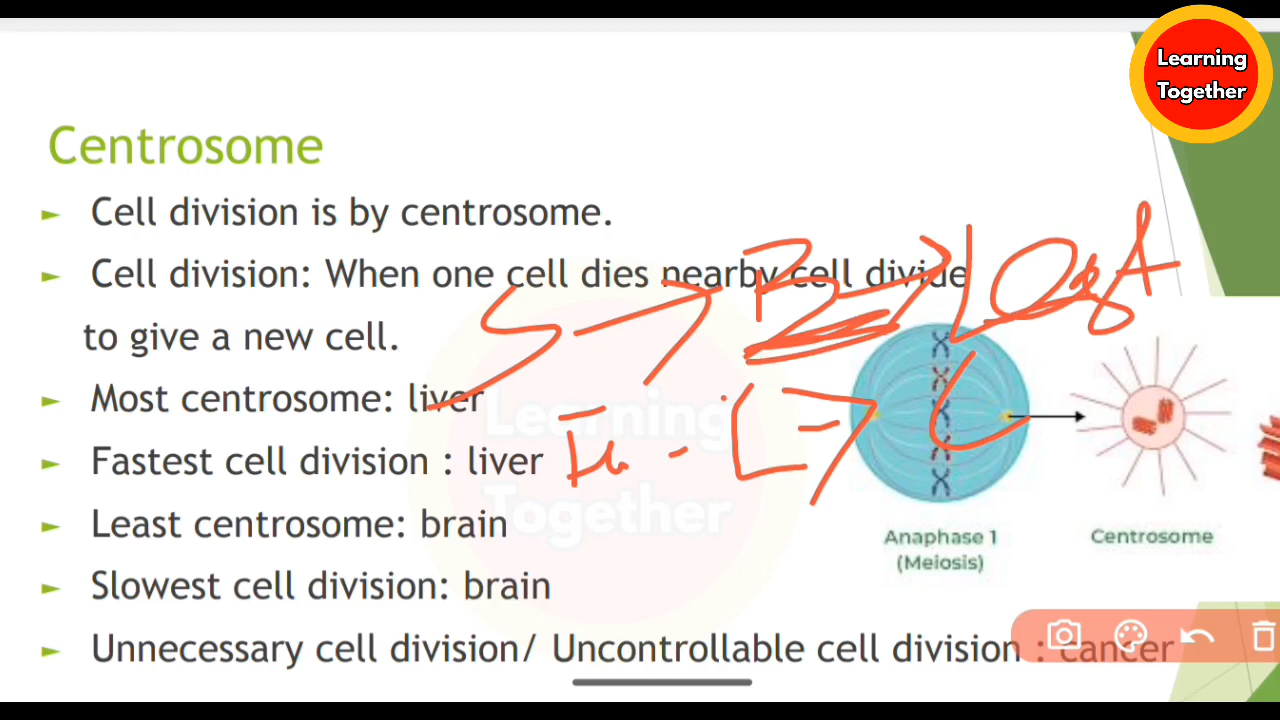 Learning
Together
Centrosome
► Cell division is by centrosome.
► Cell division: When one cell dies nearby cell divide
to give a new cell.
► Most centrosome: liver
► Fastest cell division : liver
► Least centrosome: brain
► Slowest cell division: brain
► Unnecessary cell division/ Uncontrollable cell division : cancer
Learning
Together
Anaphase 1
(Meiosis)
Centrosome